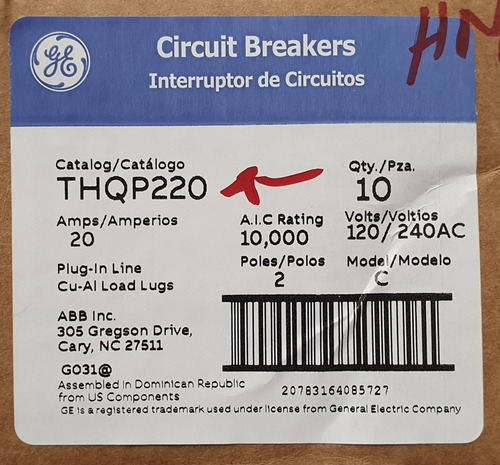 HN
GE
Circuit Breakers
Interruptor de Circuitos
Catalog/Catálogo
THQP220
Qty./Pza.
10
Amps/Amperios
20
A.I.C Rating
10,000
Volts/Voltios
120/240AC
Plug-In Line
Cu-Al Load Lugs
Poles/Polos
2
Model/Modelo
C
ABB Inc.
305 Gregson Drive,
Cary, NC 27511
G031@
Assembled in Dominican Republic
from US Components
20783164085727
GE is a registered trademark used under license from General Electric Company